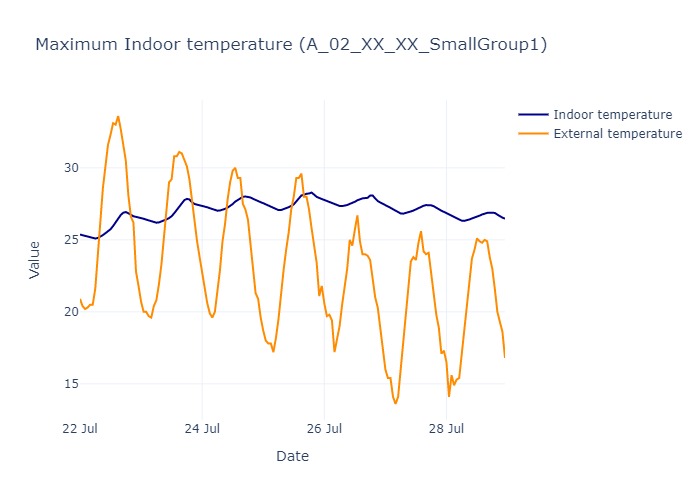 Maximum Indoor temperature (A_02_XX_XX_SmallGroup1)
Indoor temperature
External temperature
30
25
20
15
Value
22 Jul
24 Jul
26 Jul
28 Jul
Date